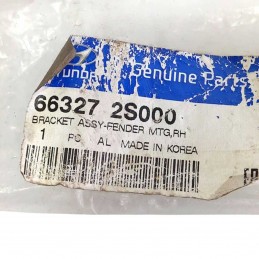 Genuine Parts
66327 2S000
BRACKET ASSY-FENDER MTG,RH
1 PC AL MADE IN KOREA